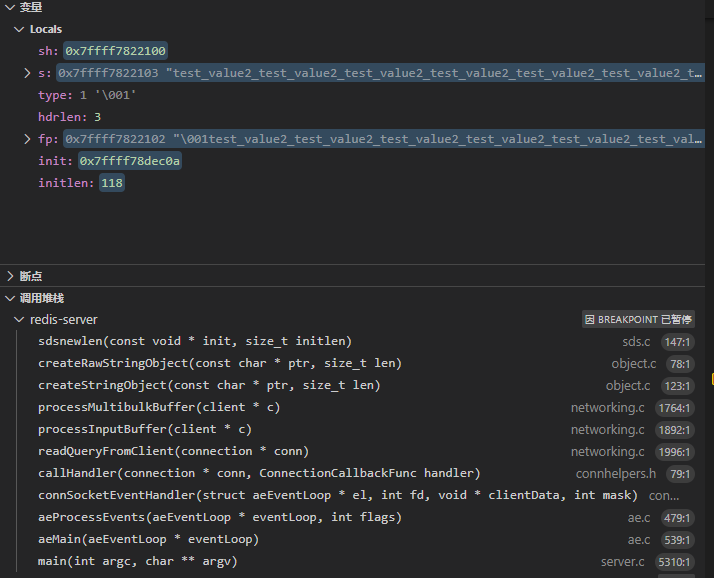 变量
Locals
sh: 0x7ffff7822100
s: 0x7ffff7822103 "test_value2_test_value2_test_value2_test_value2_test_value2_test_value2_t…
type: 1 '\001'
hdrlen: 3
fp: 0x7ffff7822102 "\001test_value2_test_value2_test_value2_test_value2_test_value2_test_val…
init: 0x7ffff78dec0a
initlen: 118
断点
调用堆栈
redis-server 因 BREAKPOINT 已暂停
sdsnewlen(const void * init, size_t initlen) sds.c 147:1
createRawStringObject(const char * ptr, size_t len) object.c 78:1
createStringObject(const char * ptr, size_t len) object.c 123:1
processMultibulkBuffer(client * c) networking.c 1764:1
processInputBuffer(client * c) networking.c 1892:1
readQueryFromClient(connection * conn) networking.c 1996:1
callHandler(connection * conn, ConnectionCallbackFunc handler) connhelpers.h 79:1
connSocketEventHandler(struct aeEventLoop * el, int fd, void * clientData, int mask) con…
aeProcessEvents(aeEventLoop * eventLoop, int flags) ae.c 479:1
aeMain(aeEventLoop * eventLoop) ae.c 539:1
main(int argc, char ** argv) server.c 5310:1